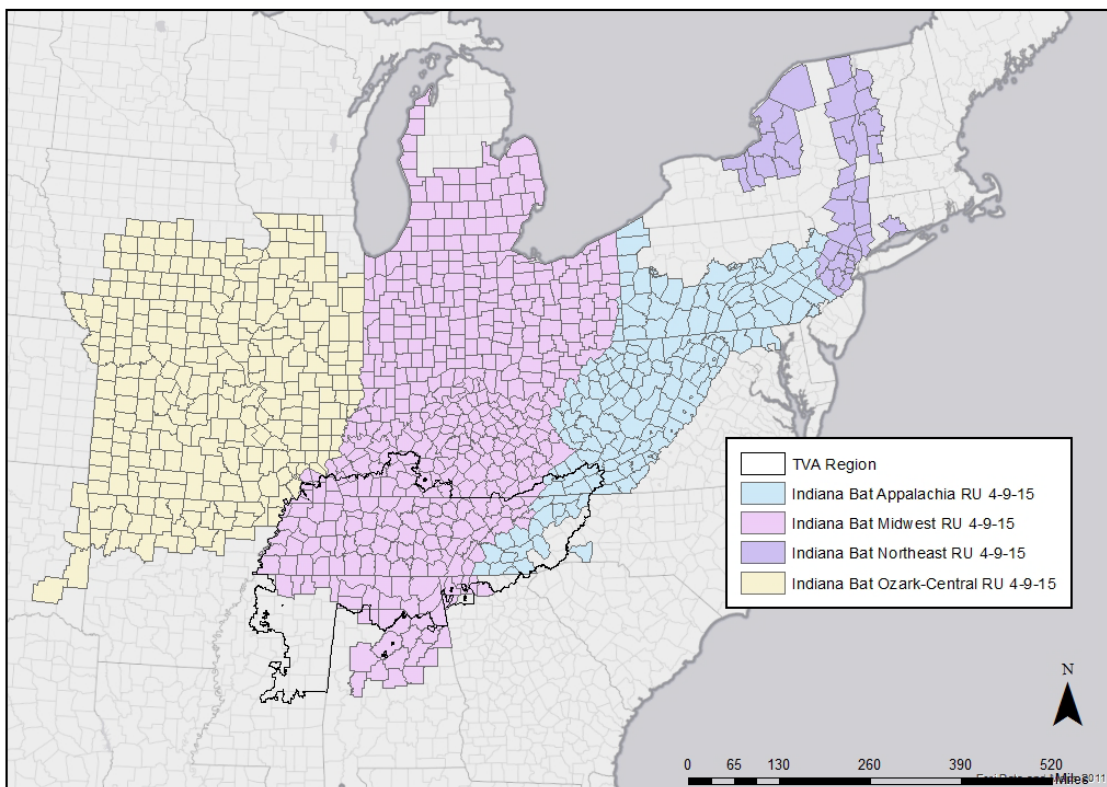 TVA Region
Indiana Bat Appalachia RU 4-9-15
Indiana Bat Midwest RU 4-9-15
Indiana Bat Northeast RU 4-9-15
Indiana Bat Ozark-Central RU 4-9-15
N
0 65 130 260 390 520
Miles
2011